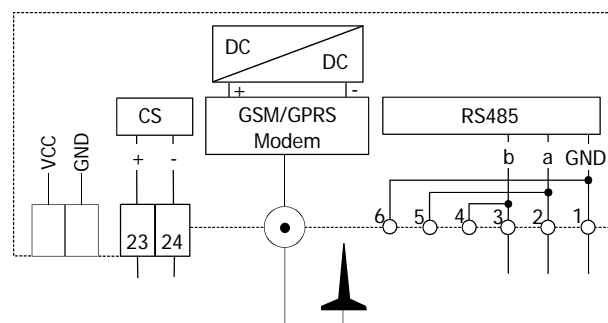 DC
DC
+ -
CS
GSM/GPRS
Modem
RS485
VCC
GND
+ -
b a GND
6 5 4 3 2 1
23 24